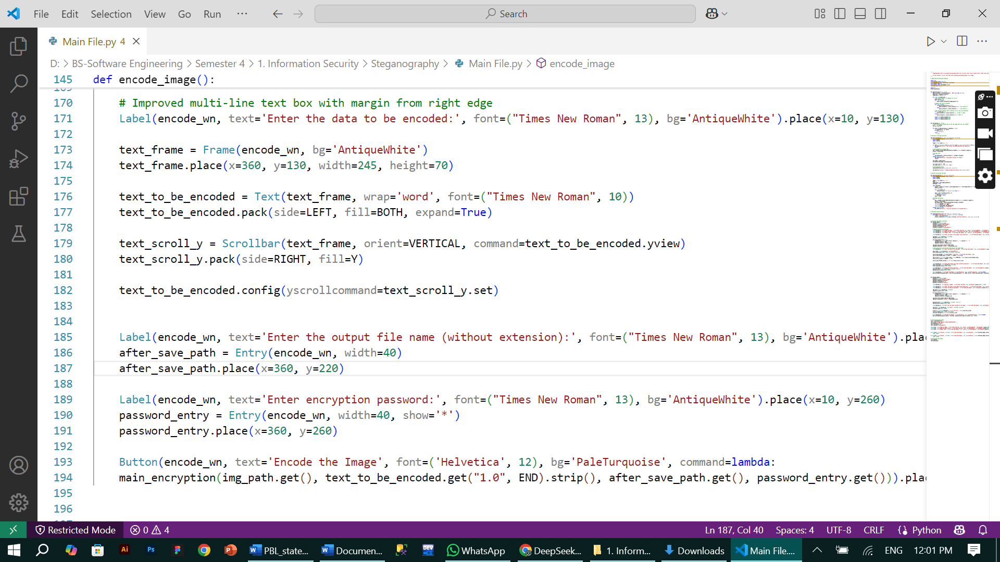 File Edit Selection View Go Run ··· Search
Main File.py 4
D: > BS-Software Engineering > Semester 4 > 1. Information Security > Steganography > Main File.py > encode_image
145 def encode_image():
170 # Improved multi-line text box with margin from right edge
171 Label(encode_wn, text='Enter the data to be encoded:', font=("Times New Roman", 13), bg='AntiqueWhite').place(x=10, y=130)
172
173 text_frame = Frame(encode_wn, bg='AntiqueWhite')
174 text_frame.place(x=360, y=130, width=245, height=70)
175
176 text_to_be_encoded = Text(text_frame, wrap='word', font=("Times New Roman", 10))
177 text_to_be_encoded.pack(side=LEFT, fill=BOTH, expand=True)
178
179 text_scroll_y = Scrollbar(text_frame, orient=VERTICAL, command=text_to_be_encoded.yview)
180 text_scroll_y.pack(side=RIGHT, fill=Y)
181
182 text_to_be_encoded.config(yscrollcommand=text_scroll_y.set)
183
184
185 Label(encode_wn, text='Enter the output file name (without extension):', font=("Times New Roman", 13), bg='AntiqueWhite').plac
186 after_save_path = Entry(encode_wn, width=40)
187 after_save_path.place(x=360, y=220)
188
189 Label(encode_wn, text='Enter encryption password:', font=("Times New Roman", 13), bg='AntiqueWhite').place(x=10, y=260)
190 password_entry = Entry(encode_wn, width=40, show='*')
191 password_entry.place(x=360, y=260)
192
193 Button(encode_wn, text='Encode the Image', font=('Helvetica', 12), bg='PaleTurquoise', command=lambda:
194 main_encryption(img_path.get(), text_to_be_encoded.get("1.0", END).strip(), after_save_path.get(), password_entry.get())).plac
195
196
Restricted Mode 0 4 Ln 187, Col 40 Spaces: 4 UTF-8 CRLF Python
Ai Ps PBL_state... Documen... DEV WhatsApp DeepSeek... 1. Inform... Downloads Main File.... ENG 12:01 PM